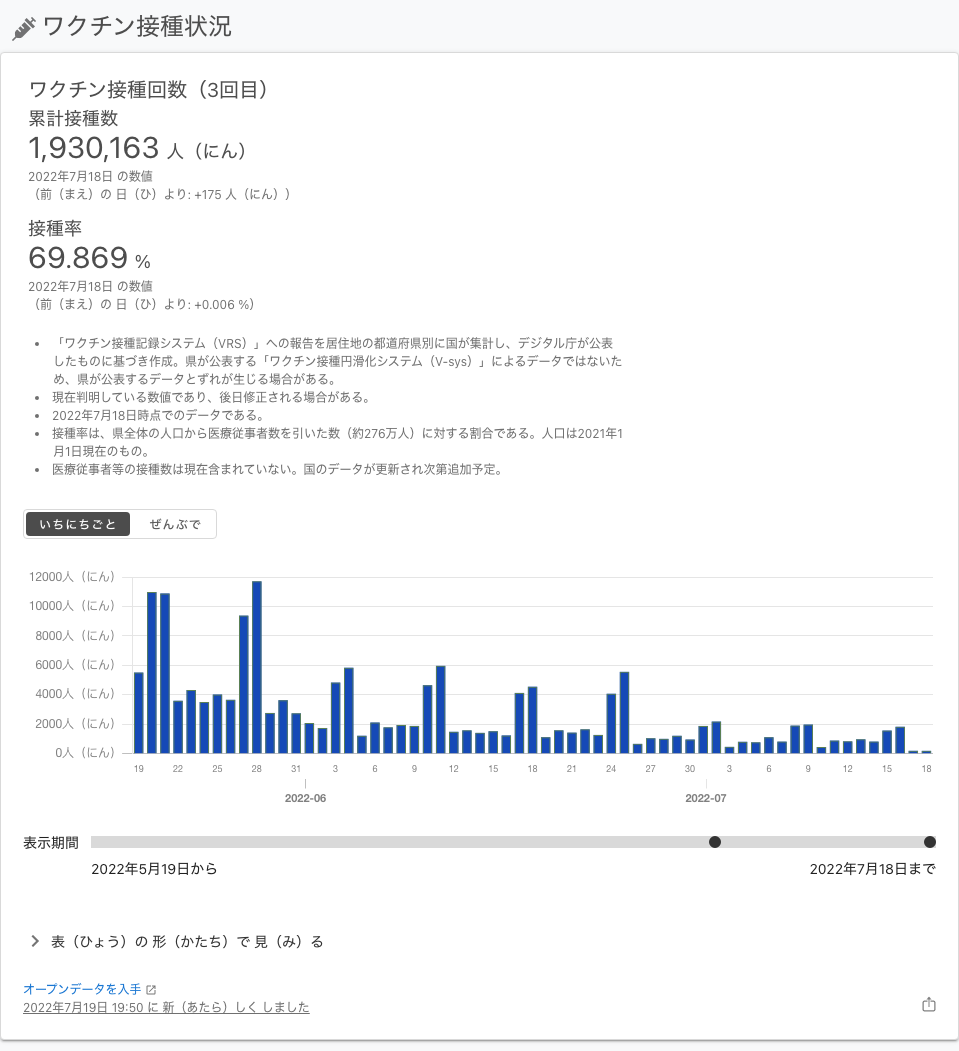 ワクチン接種状況
ワクチン接種回数（3回目）
累計接種数
1,930,163 人（にん）
2022年7月18日 の数値
（前（まえ）の 日（ひ）より: +175 人（にん））
接種率
69.869 %
2022年7月18日 の数値
（前（まえ）の 日（ひ）より: +0.006 %）
• 「ワクチン接種記録システム（VRS）」への報告を居住地の都道府県別に国が集計し、デジタル庁が公表
したものに基づき作成。県が公表する「ワクチン接種円滑化システム（V-sys）」によるデータではないた
め、県が公表するデータとずれが生じる場合がある。
• 現在判明している数値であり、後日修正される場合がある。
• 2022年7月18日時点でのデータである。
• 接種率は、県全体の人口から医療従事者数を引いた数（約276万人）に対する割合である。人口は2021年1
月1日現在のもの。
• 医療従事者等の接種数は現在含まれていない。国のデータが更新され次第追加予定。
いちにちごと ぜんぶで
12000人（にん）
10000人（にん）
8000人（にん）
6000人（にん）
4000人（にん）
2000人（にん）
0人（にん）
19 22 25 28 31 3 6 9 12 15 18 21 24 27 30 3 6 9 12 15 18
2022-06 2022-07
表示期間
2022年5月19日から 2022年7月18日まで
表（ひょう）の 形（かたち）で 見（み）る
オープンデータを入手
2022年7月19日 19:50 に 新（あたら）しく しました